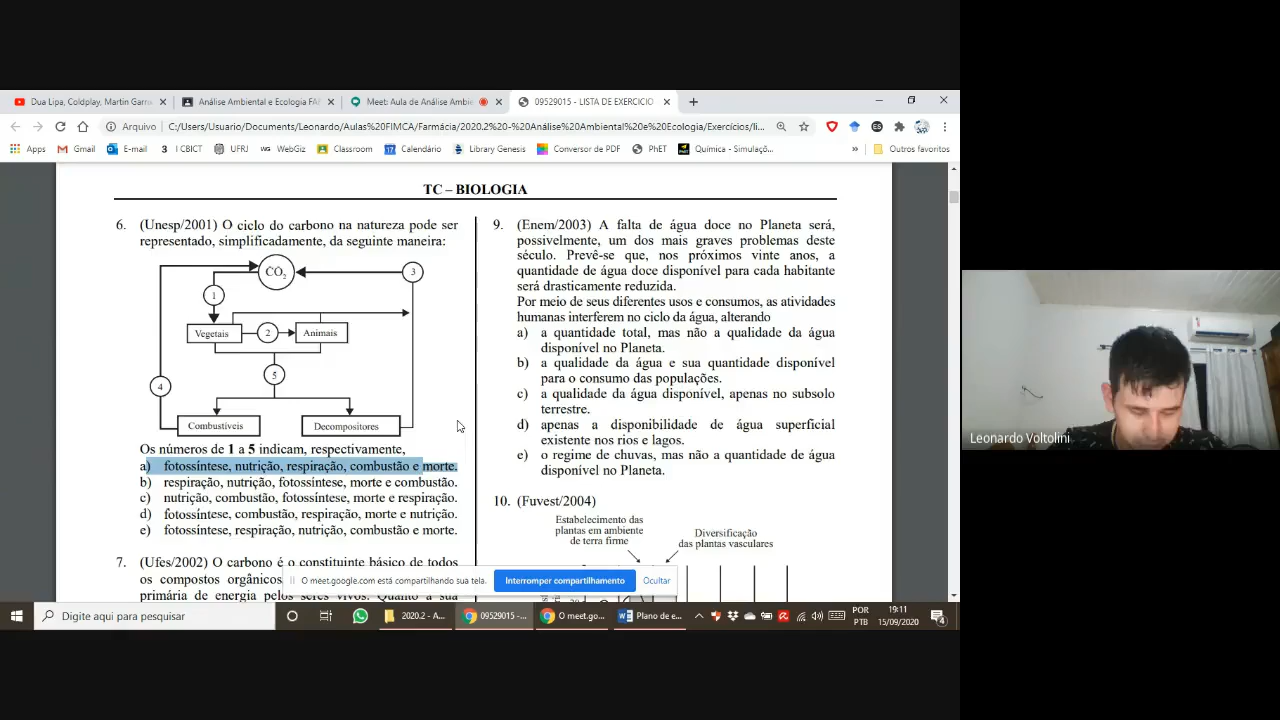 Dua Lipa, Coldplay, Martin Garr
Análise Ambiental e Ecologia FA
Meet: Aula de Análise Ambie
09529015 - LISTA DE EXERCICIO
Arquivo
C:/Users/Usuario/Documents/Leonardo/Aulas%20FIMCA/Farmácia/2020.2%20-%20Análise%20Ambiental%20e%20Ecologia/Exercícios/li...
Apps
Gmail
E-mail
I CBICT
UFRJ
WebGiz
Classroom
Calendário
Library Genesis
Conversor de PDF
PhET
Química - Simulaçõ...
»
Outros favoritos
TC – BIOLOGIA
6. (Unesp/2001) O ciclo do carbono na natureza pode ser
representado, simplificadamente, da seguinte maneira:
CO2
3
1
Vegetais
2
Animais
5
4
Combustíveis
Decompositores
Os números de 1 a 5 indicam, respectivamente,
a) fotossíntese, nutrição, respiração, combustão e morte.
b) respiração, nutrição, fotossíntese, morte e combustão.
c) nutrição, combustão, fotossíntese, morte e respiração.
d) fotossíntese, combustão, respiração, morte e nutrição.
e) fotossíntese, respiração, nutrição, combustão e morte.
7. (Ufes/2002) O carbono é o constituinte básico de todos
os compostos orgânicos
primária de energia pelos seres vivos. Quanto a sua
9. (Enem/2003) A falta de água doce no Planeta será,
possivelmente, um dos mais graves problemas deste
século. Prevê-se que, nos próximos vinte anos, a
quantidade de água doce disponível para cada habitante
será drasticamente reduzida.
Por meio de seus diferentes usos e consumos, as atividades
humanas interferem no ciclo da água, alterando
a) a quantidade total, mas não a qualidade da água
disponível no Planeta.
b) a qualidade da água e sua quantidade disponível
para o consumo das populações.
c) a qualidade da água disponível, apenas no subsolo
terrestre.
d) apenas a disponibilidade de água superficial
existente nos rios e lagos.
e) o regime de chuvas, mas não a quantidade de água
disponível no Planeta.
10. (Fuvest/2004)
Estabelecimento das
plantas em ambiente
de terra firme
Diversificação
das plantas vasculares
O meet.google.com está compartilhando sua tela.
Interromper compartilhamento
Ocultar
Digite aqui para pesquisar
2020.2 - A...
09529015 -...
O meet.go...
Plano de e...
POR
PTB
19:11
15/09/2020
4
Leonardo Voltolini